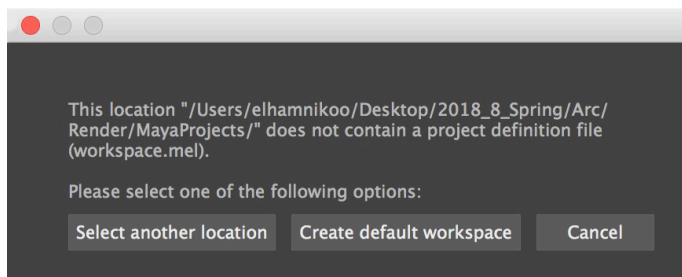 This location "/Users/elhamnikoo/Desktop/2018_8_Spring/Arc/
Render/MayaProjects/" does not contain a project definition file
(workspace.mel).
Please select one of the following options:
Select another location
Create default workspace
Cancel